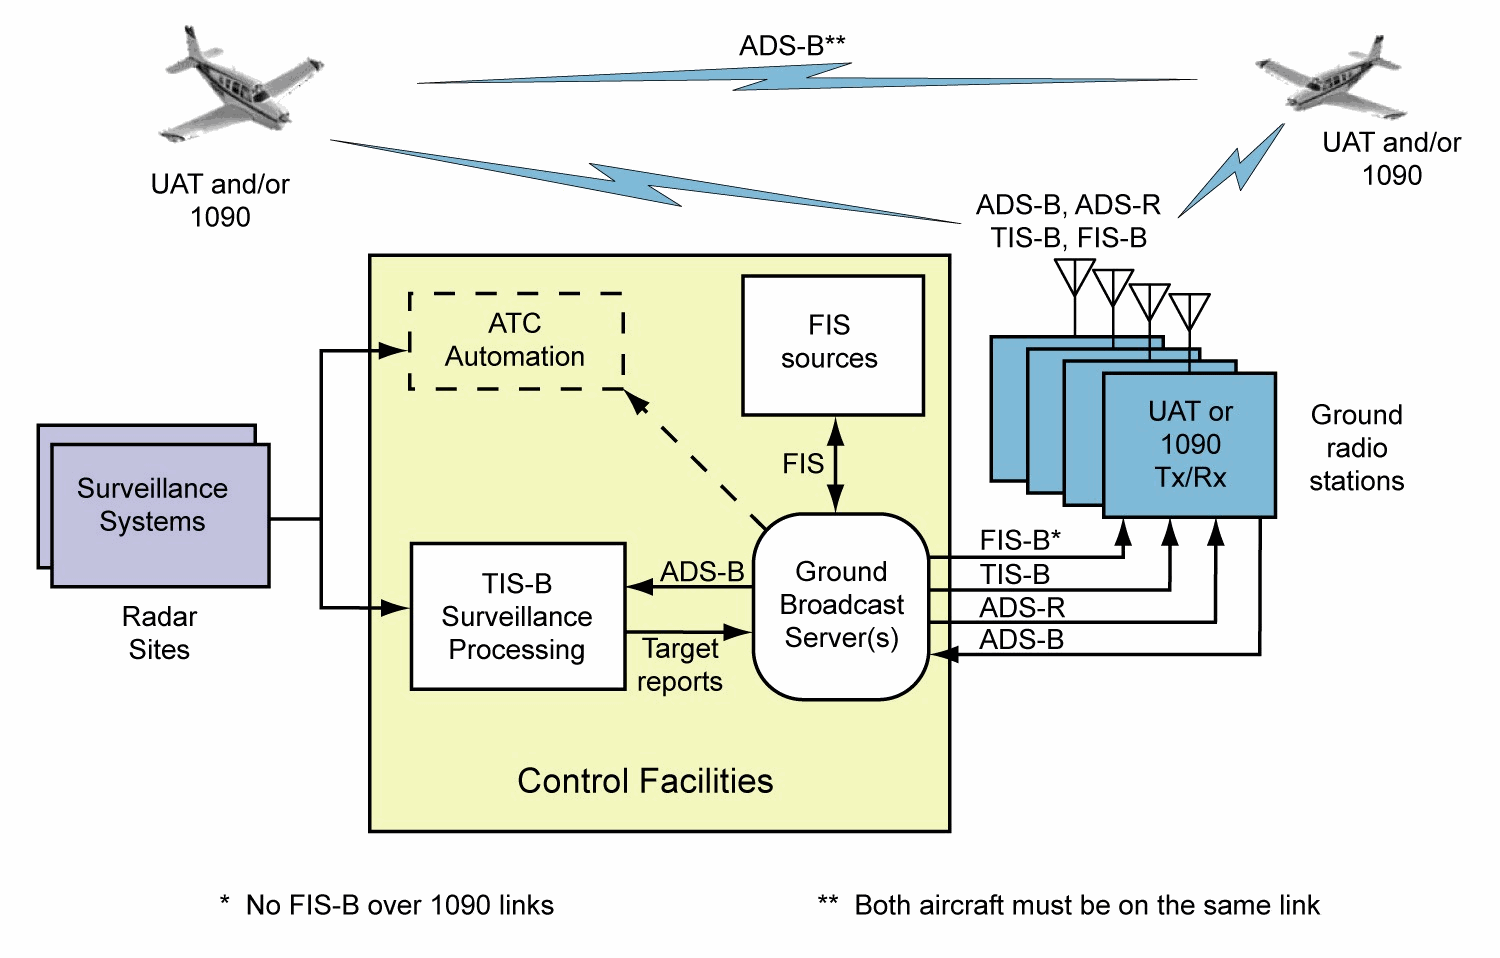 ADS-B**
UAT and/or
1090
UAT and/or
1090
ADS-B, ADS-R
TIS-B, FIS-B
ATC
Automation
FIS
sources
FIS
UAT or
1090
Tx/Rx
Ground
radio
stations
Surveillance
Systems
Radar
Sites
TIS-B
Surveillance
Processing
ADS-B
Target
reports
Ground
Broadcast
Server(s)
FIS-B*
TIS-B
ADS-R
ADS-B
Control Facilities
* No FIS-B over 1090 links
** Both aircraft must be on the same link